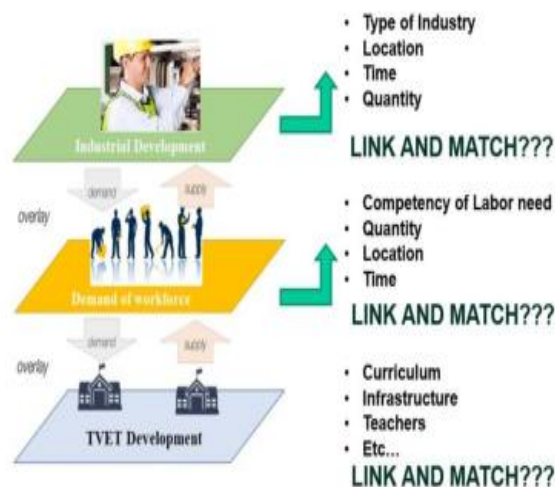 • Type of Industry
• Location
• Time
• Quantity
Industrial Development
LINK AND MATCH???
demand
supply
overlay
• Competency of Labor need
• Quantity
• Location
• Time
Demand of workforce
LINK AND MATCH???
demand
supply
overlay
• Curriculum
• Infrastructure
• Teachers
• Etc...
TVET Development
LINK AND MATCH???